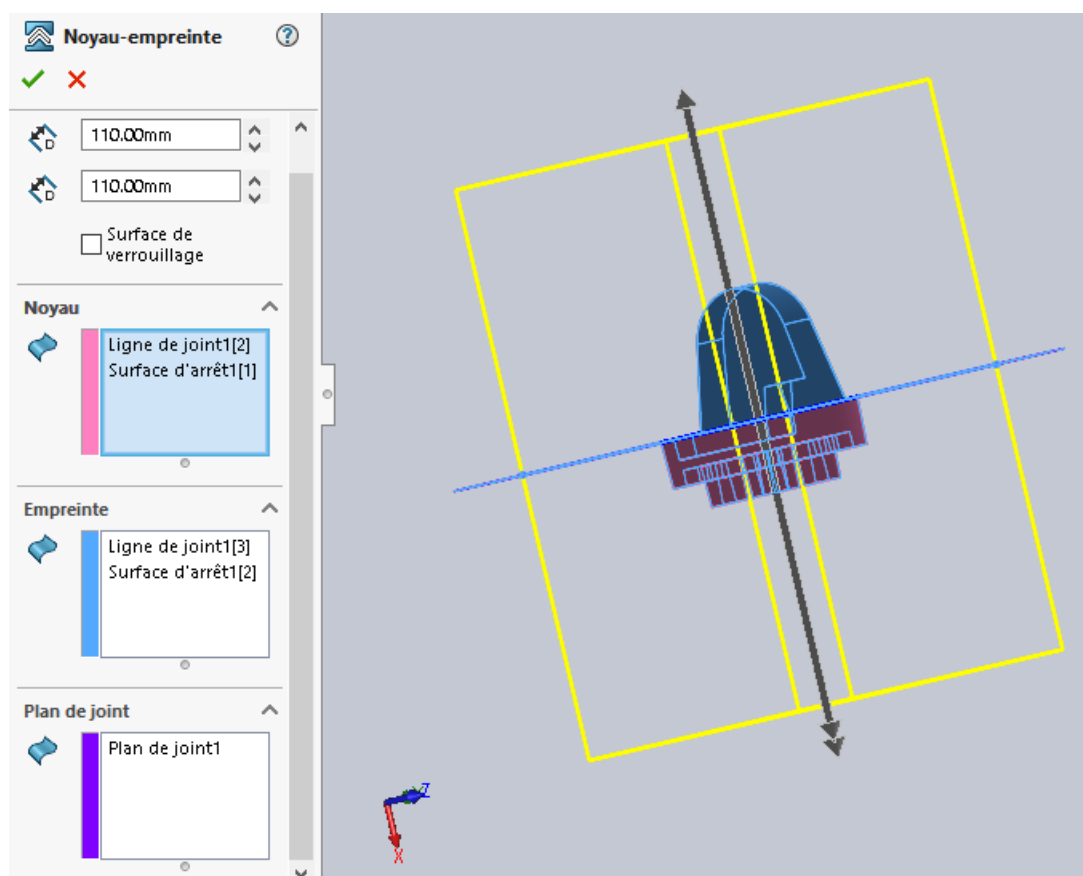 Noyau-empreinte
D
110.00mm
D
110.00mm
Surface de
verrouillage
Noyau
Ligne de joint1[2]
Surface d'arrêt1[1]
Empreinte
Ligne de joint1[3]
Surface d'arrêt1[2]
Plan de joint
Plan de joint1
Z
X